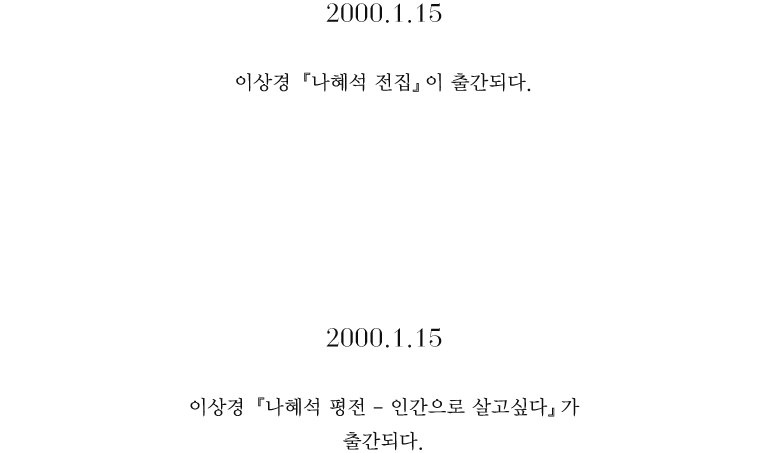 2000.1.15
이상경 『나혜석 전집』이 출간되다.
2000.1.15
이상경 『나혜석 평전 – 인간으로 살고싶다』가
출간되다.